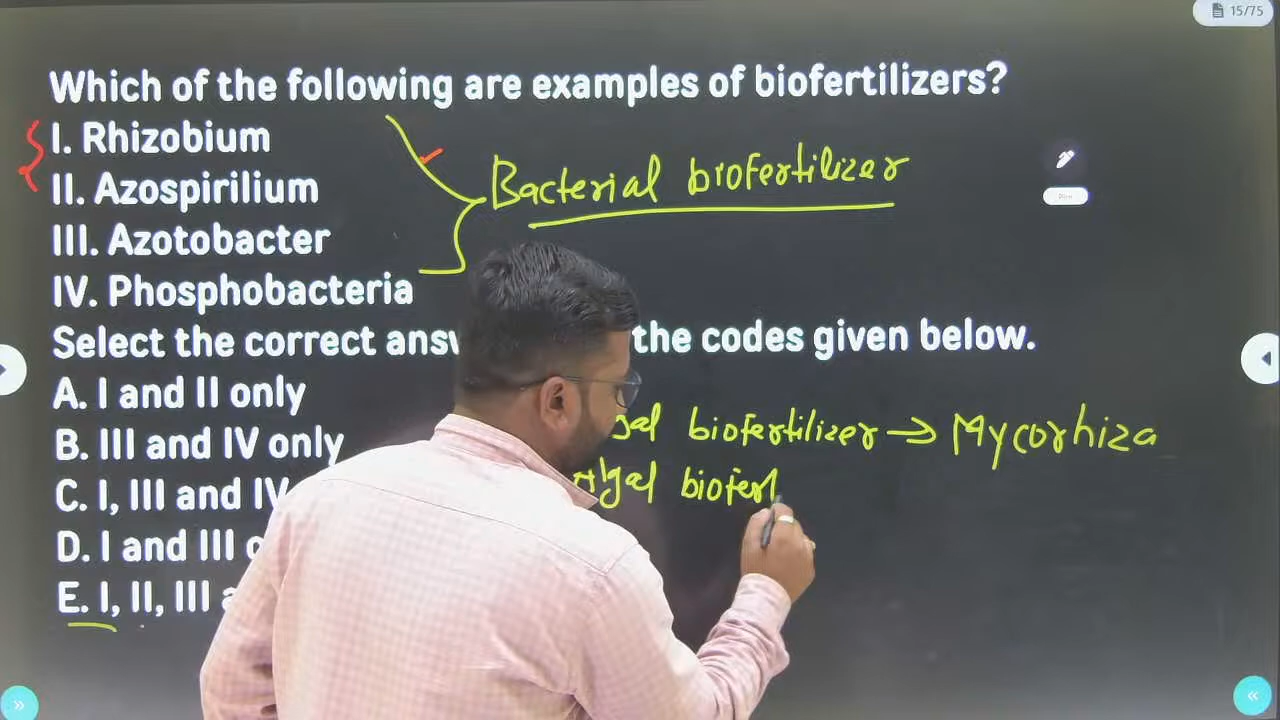 15/75
Which of the following are examples of biofertilizers?
I. Rhizobium
II. Azospirilium
III. Azotobacter
IV. Phosphobacteria
Bacterial biofertilizer
Select the correct the codes given below.
A. I and II only
B. III and IV only
C. I, III and IV
D. I and III
E. I, II, III
biofertilizer → Mycorhiza
Algal biofert